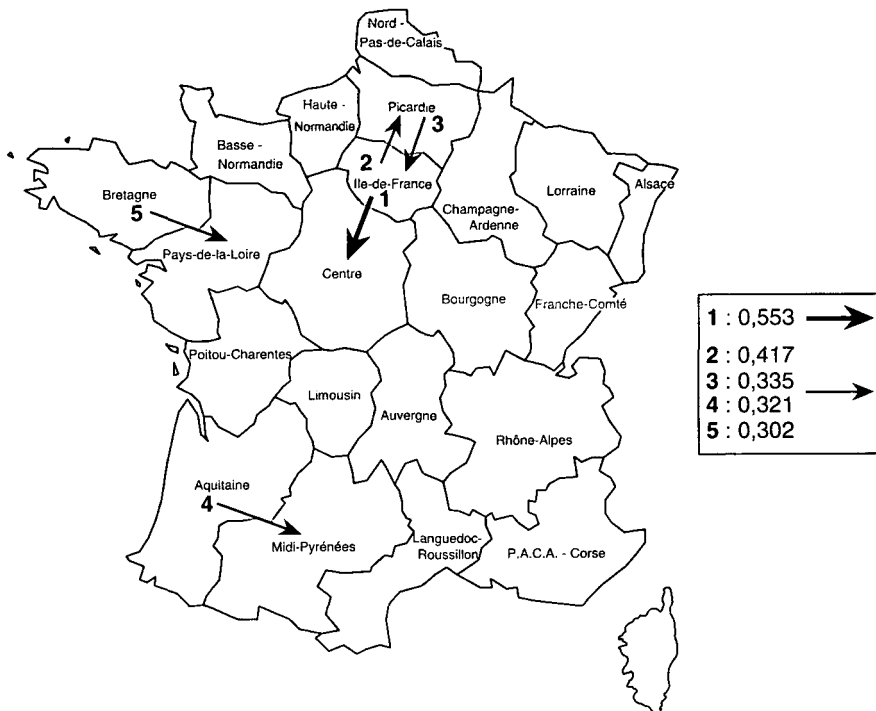 Nord -
Pas-de-Calais
Haute -
Normandie
Picardie
3
Basse -
Normandie
2
Ile-de-France
1
Lorraine
Alsace
Bretagne
5
Champagne-
Ardenne
Pays-de-la-Loire
Centre
Bourgogne
Franche-Comté
1 : 0,553
2 : 0,417
3 : 0,335
4 : 0,321
5 : 0,302
Poitou-Charentes
Limousin
Auvergne
Rhône-Alpes
Aquitaine
4
Midi-Pyrénées
Languedoc-
Roussillon
P.A.C.A. - Corse